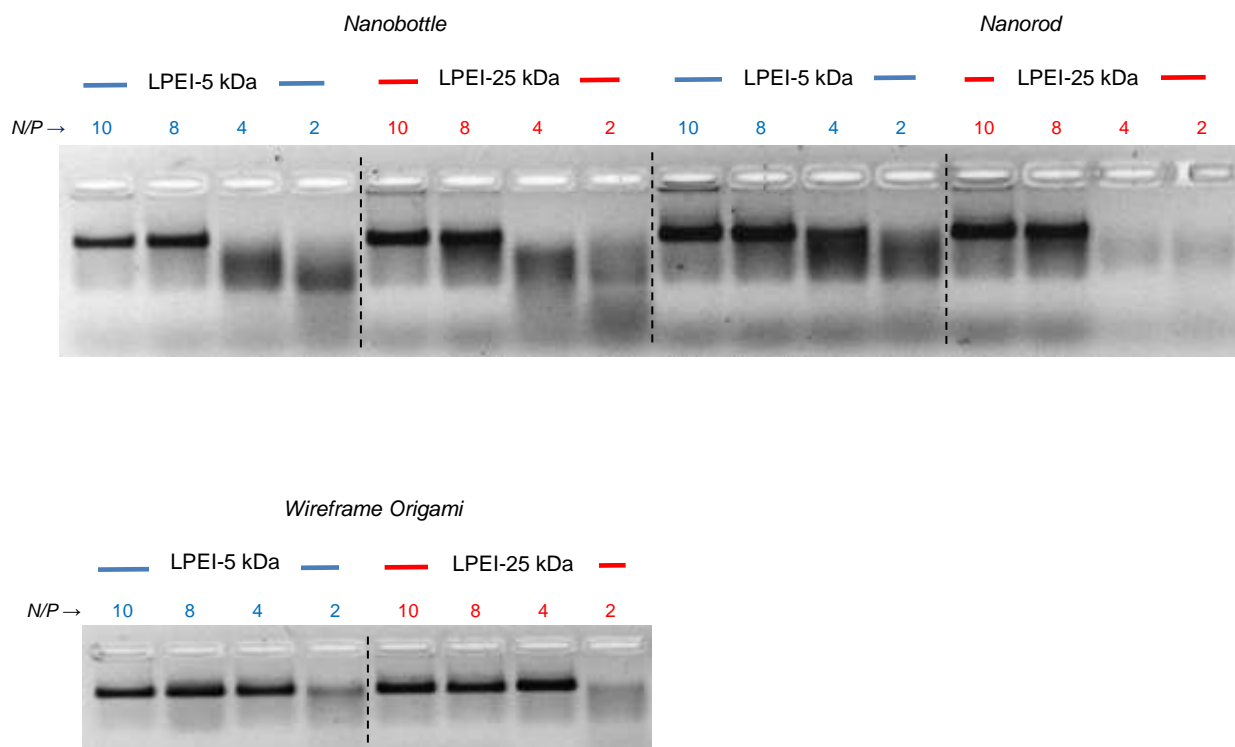 Nanobottle Nanorod
LPEI-5 kDa LPEI-25 kDa LPEI-5 kDa LPEI-25 kDa
N/P → 10 8 4 2 10 8 4 2 10 8 4 2 10 8 4 2
Wireframe Origami
LPEI-5 kDa LPEI-25 kDa
N/P → 10 8 4 2 10 8 4 2